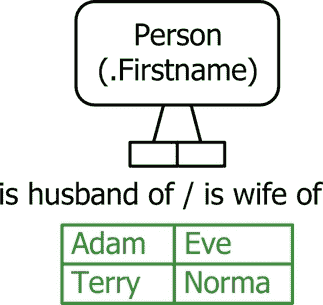 Person
(.Firstname)
is husband of / is wife of
Adam Eve
Terry Norma